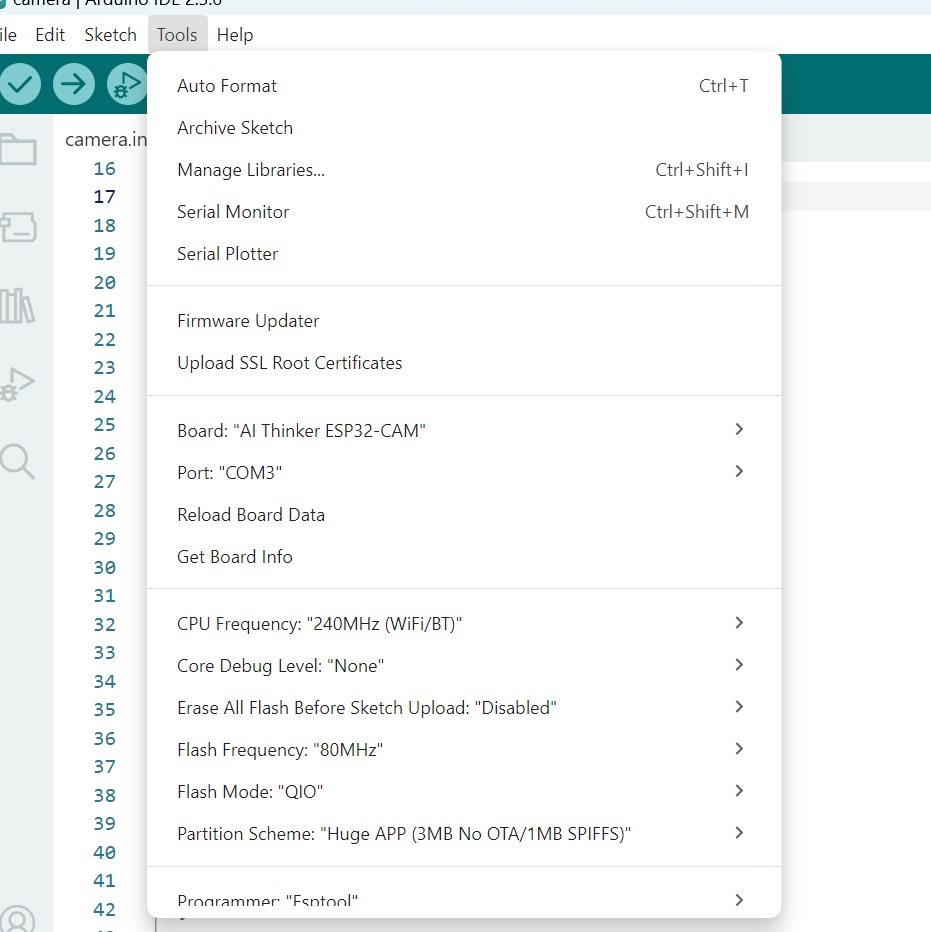 camera | Arduino IDE 2.3.6
ile Edit Sketch Tools Help
Auto Format Ctrl+T
Archive Sketch
Manage Libraries... Ctrl+Shift+I
Serial Monitor Ctrl+Shift+M
Serial Plotter
Firmware Updater
Upload SSL Root Certificates
Board: "AI Thinker ESP32-CAM"
Port: "COM3"
Reload Board Data
Get Board Info
CPU Frequency: "240MHz (WiFi/BT)"
Core Debug Level: "None"
Erase All Flash Before Sketch Upload: "Disabled"
Flash Frequency: "80MHz"
Flash Mode: "QIO"
Partition Scheme: "Huge APP (3MB No OTA/1MB SPIFFS)"
Programmer: "Esptool"
camera.in
16
17
18
19
20
21
22
23
24
25
26
27
28
29
30
31
32
33
34
35
36
37
38
39
40
41
42